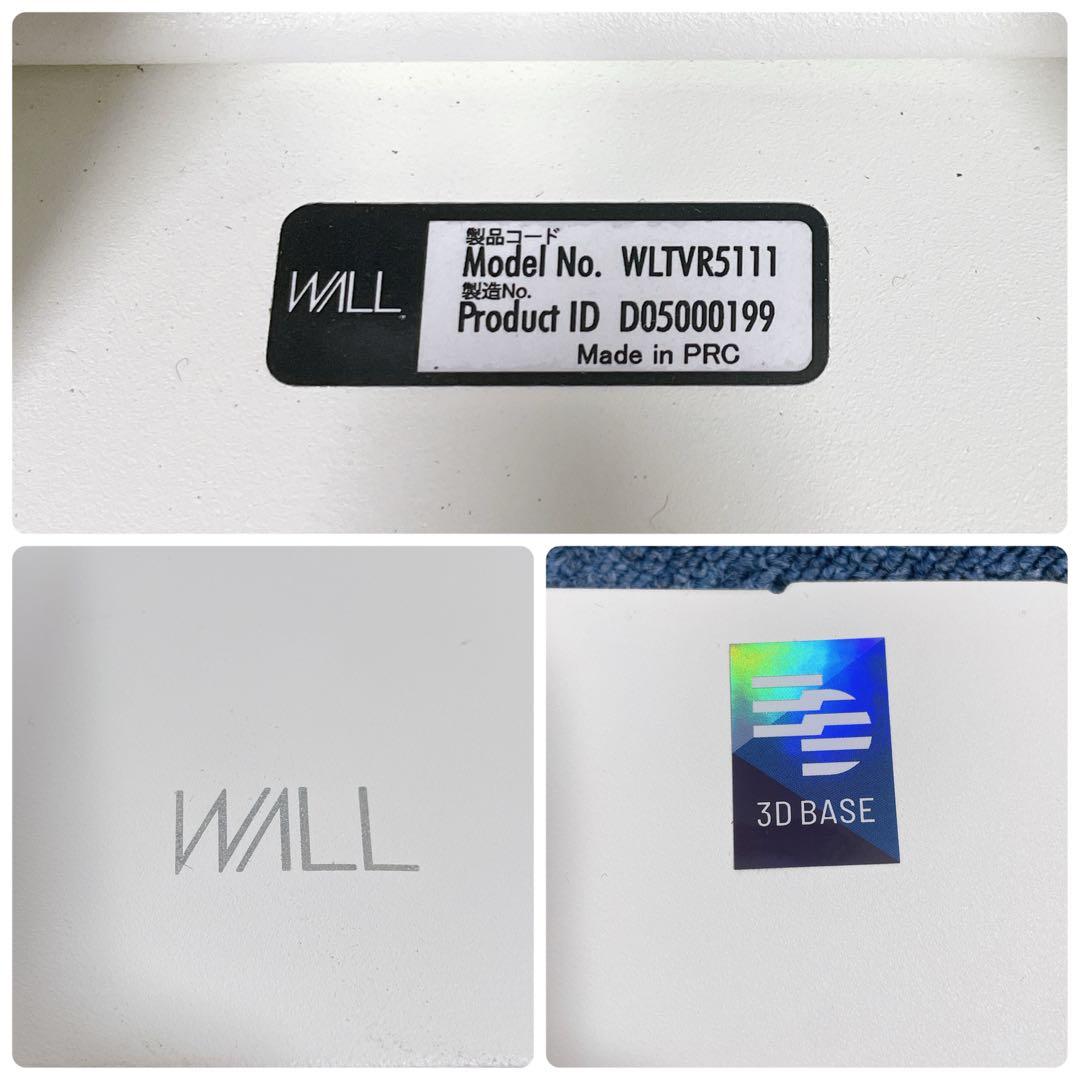 WALL
製品コード
Model No. WLTVR5111
製造No.
Product ID D05000199
Made in PRC
WALL
3D BASE